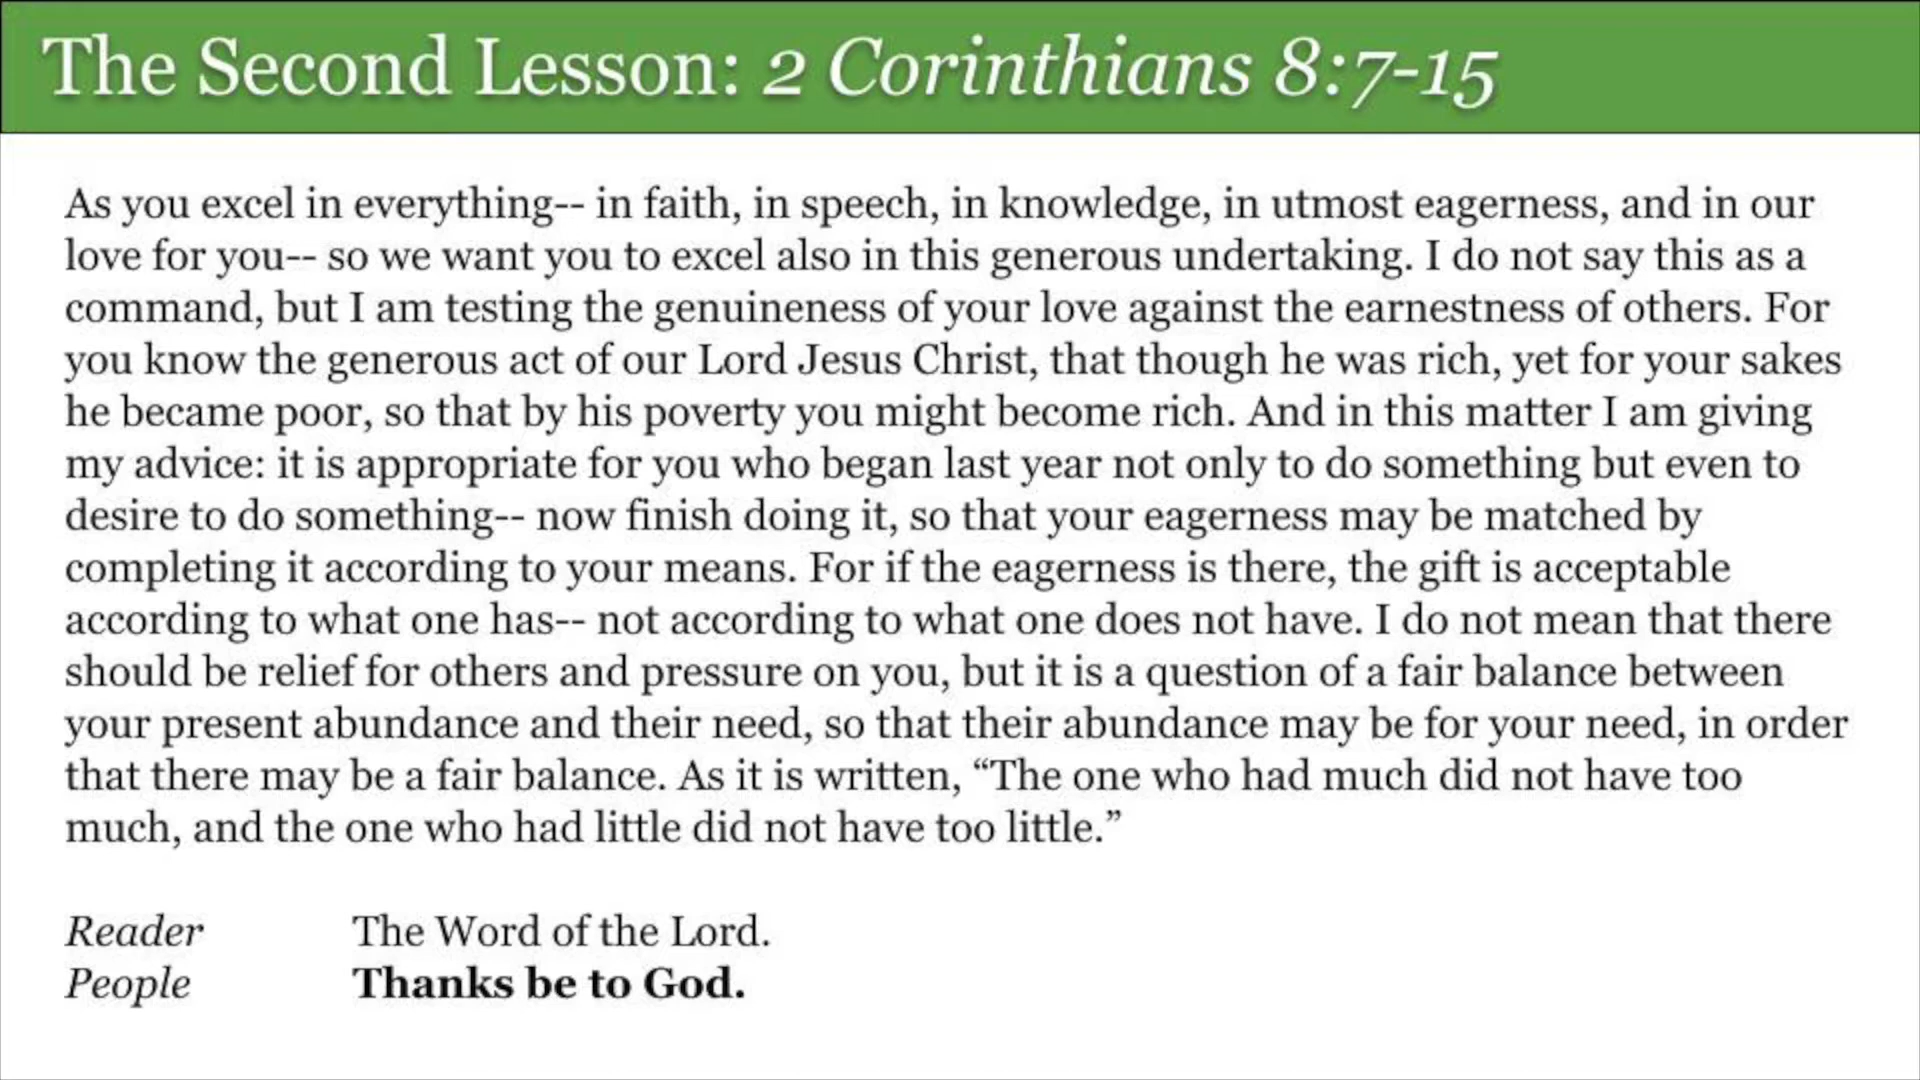 The Second Lesson: 2 Corinthians 8:7-15
As you excel in everything-- in faith, in speech, in knowledge, in utmost eagerness, and in our
love for you-- so we want you to excel also in this generous undertaking. I do not say this as a
command, but I am testing the genuineness of your love against the earnestness of others. For
you know the generous act of our Lord Jesus Christ, that though he was rich, yet for your sakes
he became poor, so that by his poverty you might become rich. And in this matter I am giving
my advice: it is appropriate for you who began last year not only to do something but even to
desire to do something-- now finish doing it, so that your eagerness may be matched by
completing it according to your means. For if the eagerness is there, the gift is acceptable
according to what one has-- not according to what one does not have. I do not mean that there
should be relief for others and pressure on you, but it is a question of a fair balance between
your present abundance and their need, so that their abundance may be for your need, in order
that there may be a fair balance. As it is written, “The one who had much did not have too
much, and the one who had little did not have too little.”
Reader The Word of the Lord.
People Thanks be to God.